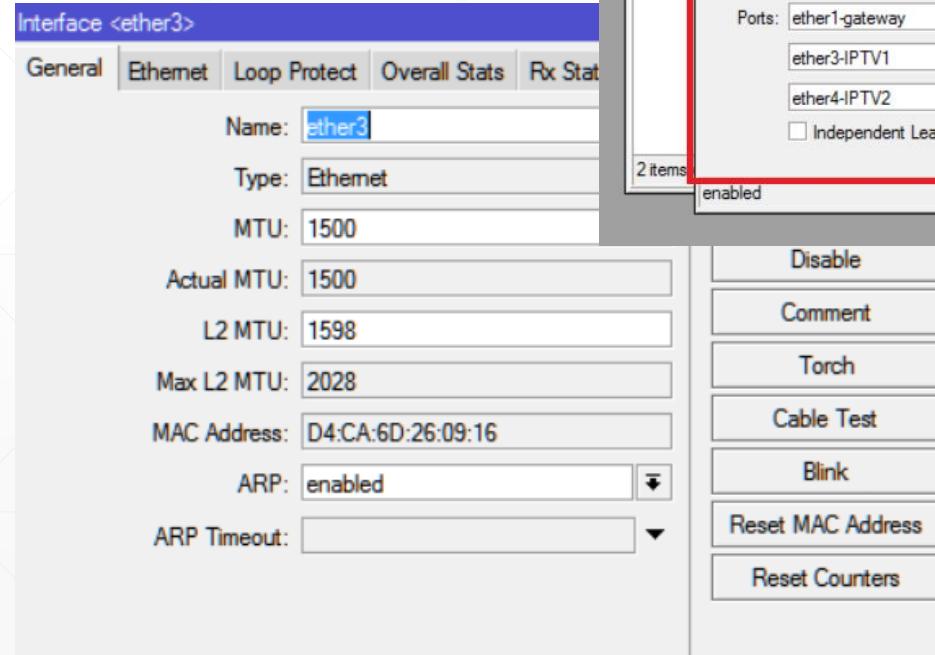 Interface <ether3>
General Ethernet Loop Protect Overall Stats Rx Stat
Name: ether3
Type: Ethernet
MTU: 1500
Actual MTU: 1500
L2 MTU: 1598
Max L2 MTU: 2028
MAC Address: D4:CA:6D:26:09:16
ARP: enabled
ARP Timeout:
Ports: ether1-gateway
ether3-IPTV1
ether4-IPTV2
Independent Lea
2 items
enabled
Disable
Comment
Torch
Cable Test
Blink
Reset MAC Address
Reset Counters